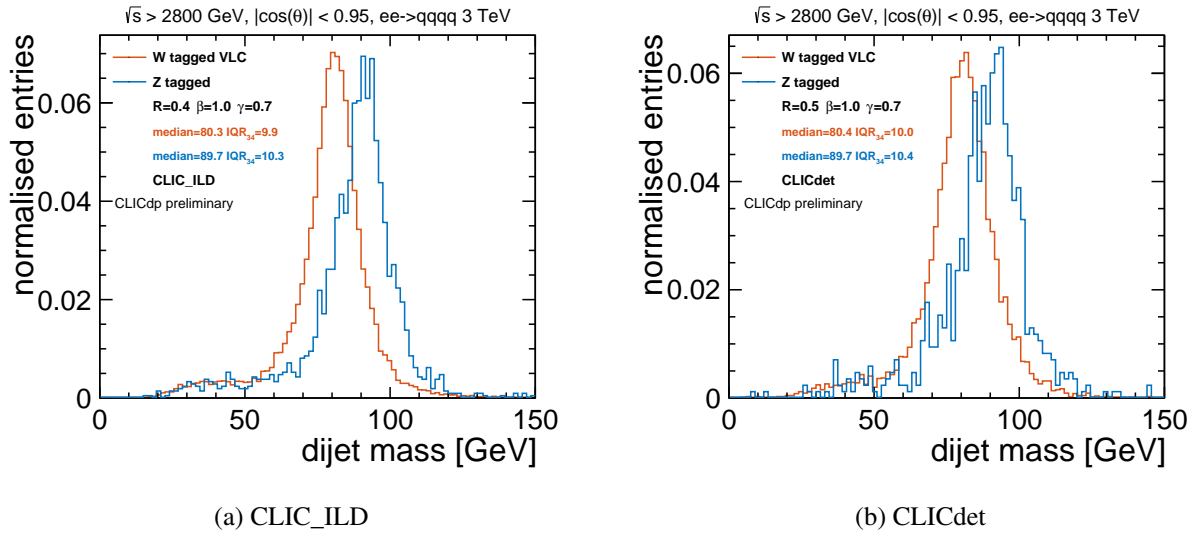 √s > 2800 GeV, |cos(θ)| < 0.95, ee->qqqq 3 TeV
normalised entries
0.06
0.04
0.02
0
W tagged VLC
Z tagged
R=0.4 β=1.0 γ=0.7
median=80.3 IQR34=9.9
median=89.7 IQR34=10.3
CLIC_ILD
CLICdp preliminary
0 50 100 150
dijet mass [GeV]
(a) CLIC_ILD
√s > 2800 GeV, |cos(θ)| < 0.95, ee->qqqq 3 TeV
normalised entries
0.06
0.04
0.02
0
W tagged VLC
Z tagged
R=0.5 β=1.0 γ=0.7
median=80.4 IQR34=10.0
median=89.7 IQR34=10.4
CLICdet
CLICdp preliminary
0 50 100 150
dijet mass [GeV]
(b) CLICdet